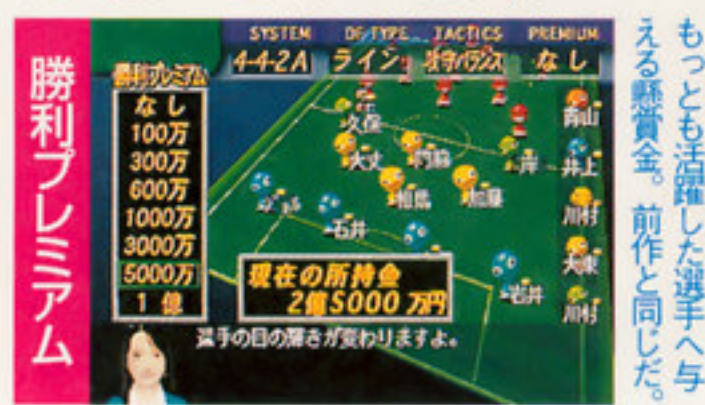 勝利プレミアム
SYSTEM
DF TYPE
TACTICS
PREMIUM
4-4-2A
ライン
攻守バランス
なし
勝利プレミアム
なし
100万
300万
600万
1000万
3000万
5000万
1億
久保
大丈
門脇
岸
相馬
加藤
石井
岩井
青山
井上
川村
大東
川村
現在の所持金
2億5000万円
選手の目の輝きが変わりますよ。
もっとも活躍した選手へ与
える懸賞金。前作と同じだ。